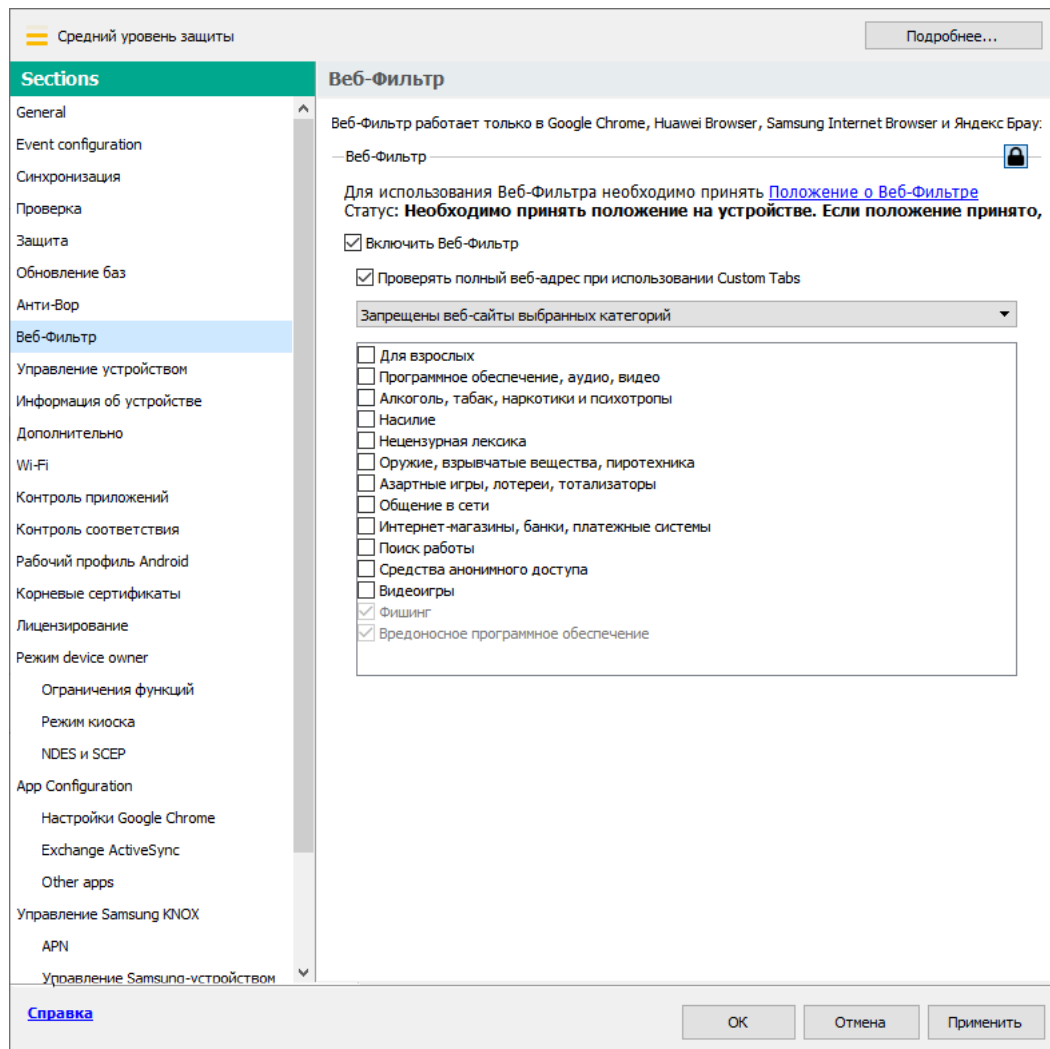 Средний уровень защиты
Подробнее...
Sections
General
Event configuration
Синхронизация
Проверка
Защита
Обновление баз
Анти-Вор
Веб-Фильтр
Управление устройством
Информация об устройстве
Дополнительно
Wi-Fi
Контроль приложений
Контроль соответствия
Рабочий профиль Android
Корневые сертификаты
Лицензирование
Режим device owner
Ограничения функций
Режим киоска
NDES и SCEP
App Configuration
Настройки Google Chrome
Exchange ActiveSync
Other apps
Управление Samsung KNOX
APN
Управление Samsung-устройством
Веб-Фильтр
Веб-Фильтр работает только в Google Chrome, Huawei Browser, Samsung Internet Browser и Яндекс Брау
Веб-Фильтр
Для использования Веб-Фильтра необходимо принять Положение о Веб-Фильтре
Статус: Необходимо принять положение на устройстве. Если положение принято,
Включить Веб-Фильтр
Проверять полный веб-адрес при использовании Custom Tabs
Запрещены веб-сайты выбранных категорий
Для взрослых
Программное обеспечение, аудио, видео
Алкоголь, табак, наркотики и психотропы
Насилие
Нецензурная лексика
Оружие, взрывчатые вещества, пиротехника
Азартные игры, лотереи, тотализаторы
Общение в сети
Интернет-магазины, банки, платежные системы
Поиск работы
Средства анонимного доступа
Видеоигры
Фишинг
Вредоносное программное обеспечение
Справка
ОК
Отмена
Применить